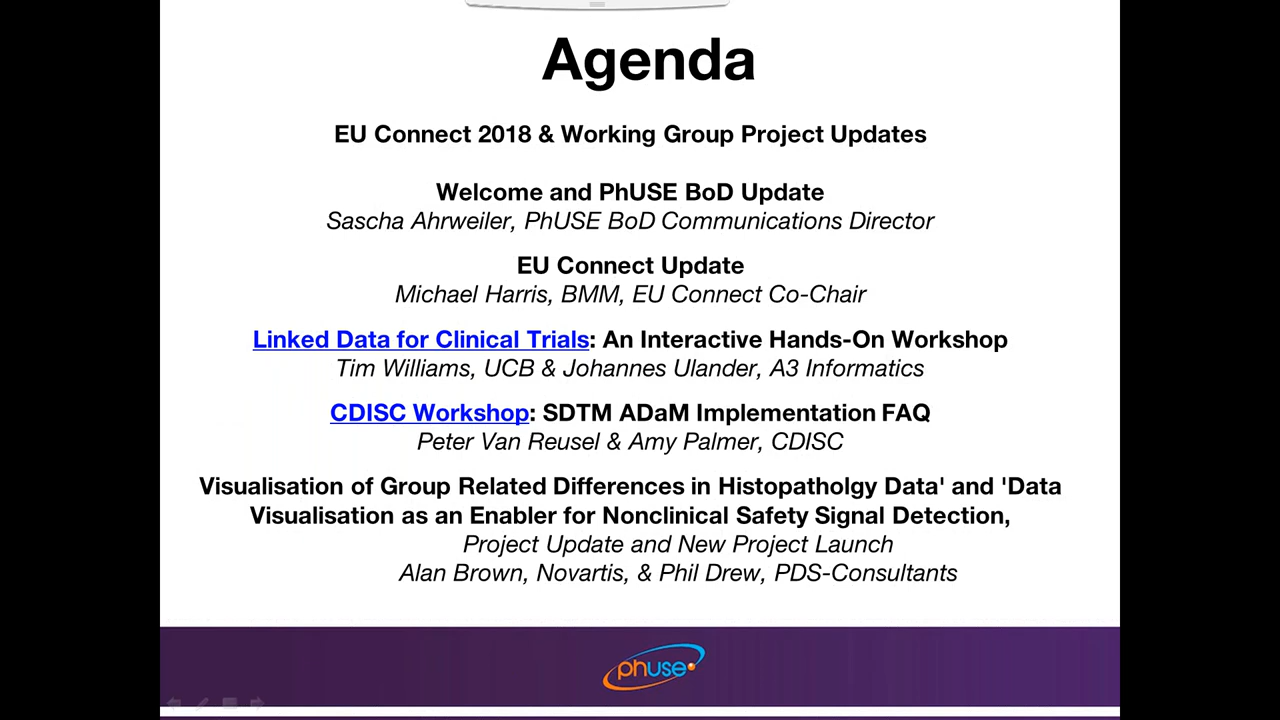 Agenda
EU Connect 2018 & Working Group Project Updates
Welcome and PhUSE BoD Update
Sascha Ahrweiler, PhUSE BoD Communications Director
EU Connect Update
Michael Harris, BMM, EU Connect Co-Chair
Linked Data for Clinical Trials: An Interactive Hands-On Workshop
Tim Williams, UCB & Johannes Ulander, A3 Informatics
CDISC Workshop: SDTM ADaM Implementation FAQ
Peter Van Reusel & Amy Palmer, CDISC
Visualisation of Group Related Differences in Histopatholgy Data' and 'Data
Visualisation as an Enabler for Nonclinical Safety Signal Detection,
Project Update and New Project Launch
Alan Brown, Novartis, & Phil Drew, PDS-Consultants
phuse